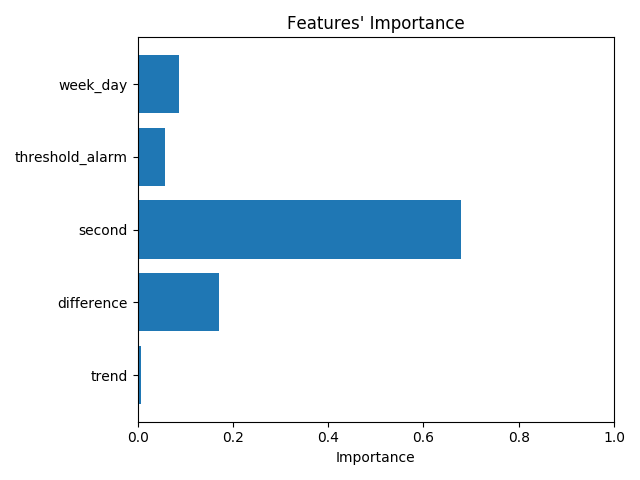 Features' Importance
week_day
threshold_alarm
second
difference
trend
0.0 0.2 0.4 0.6 0.8 1.0
Importance